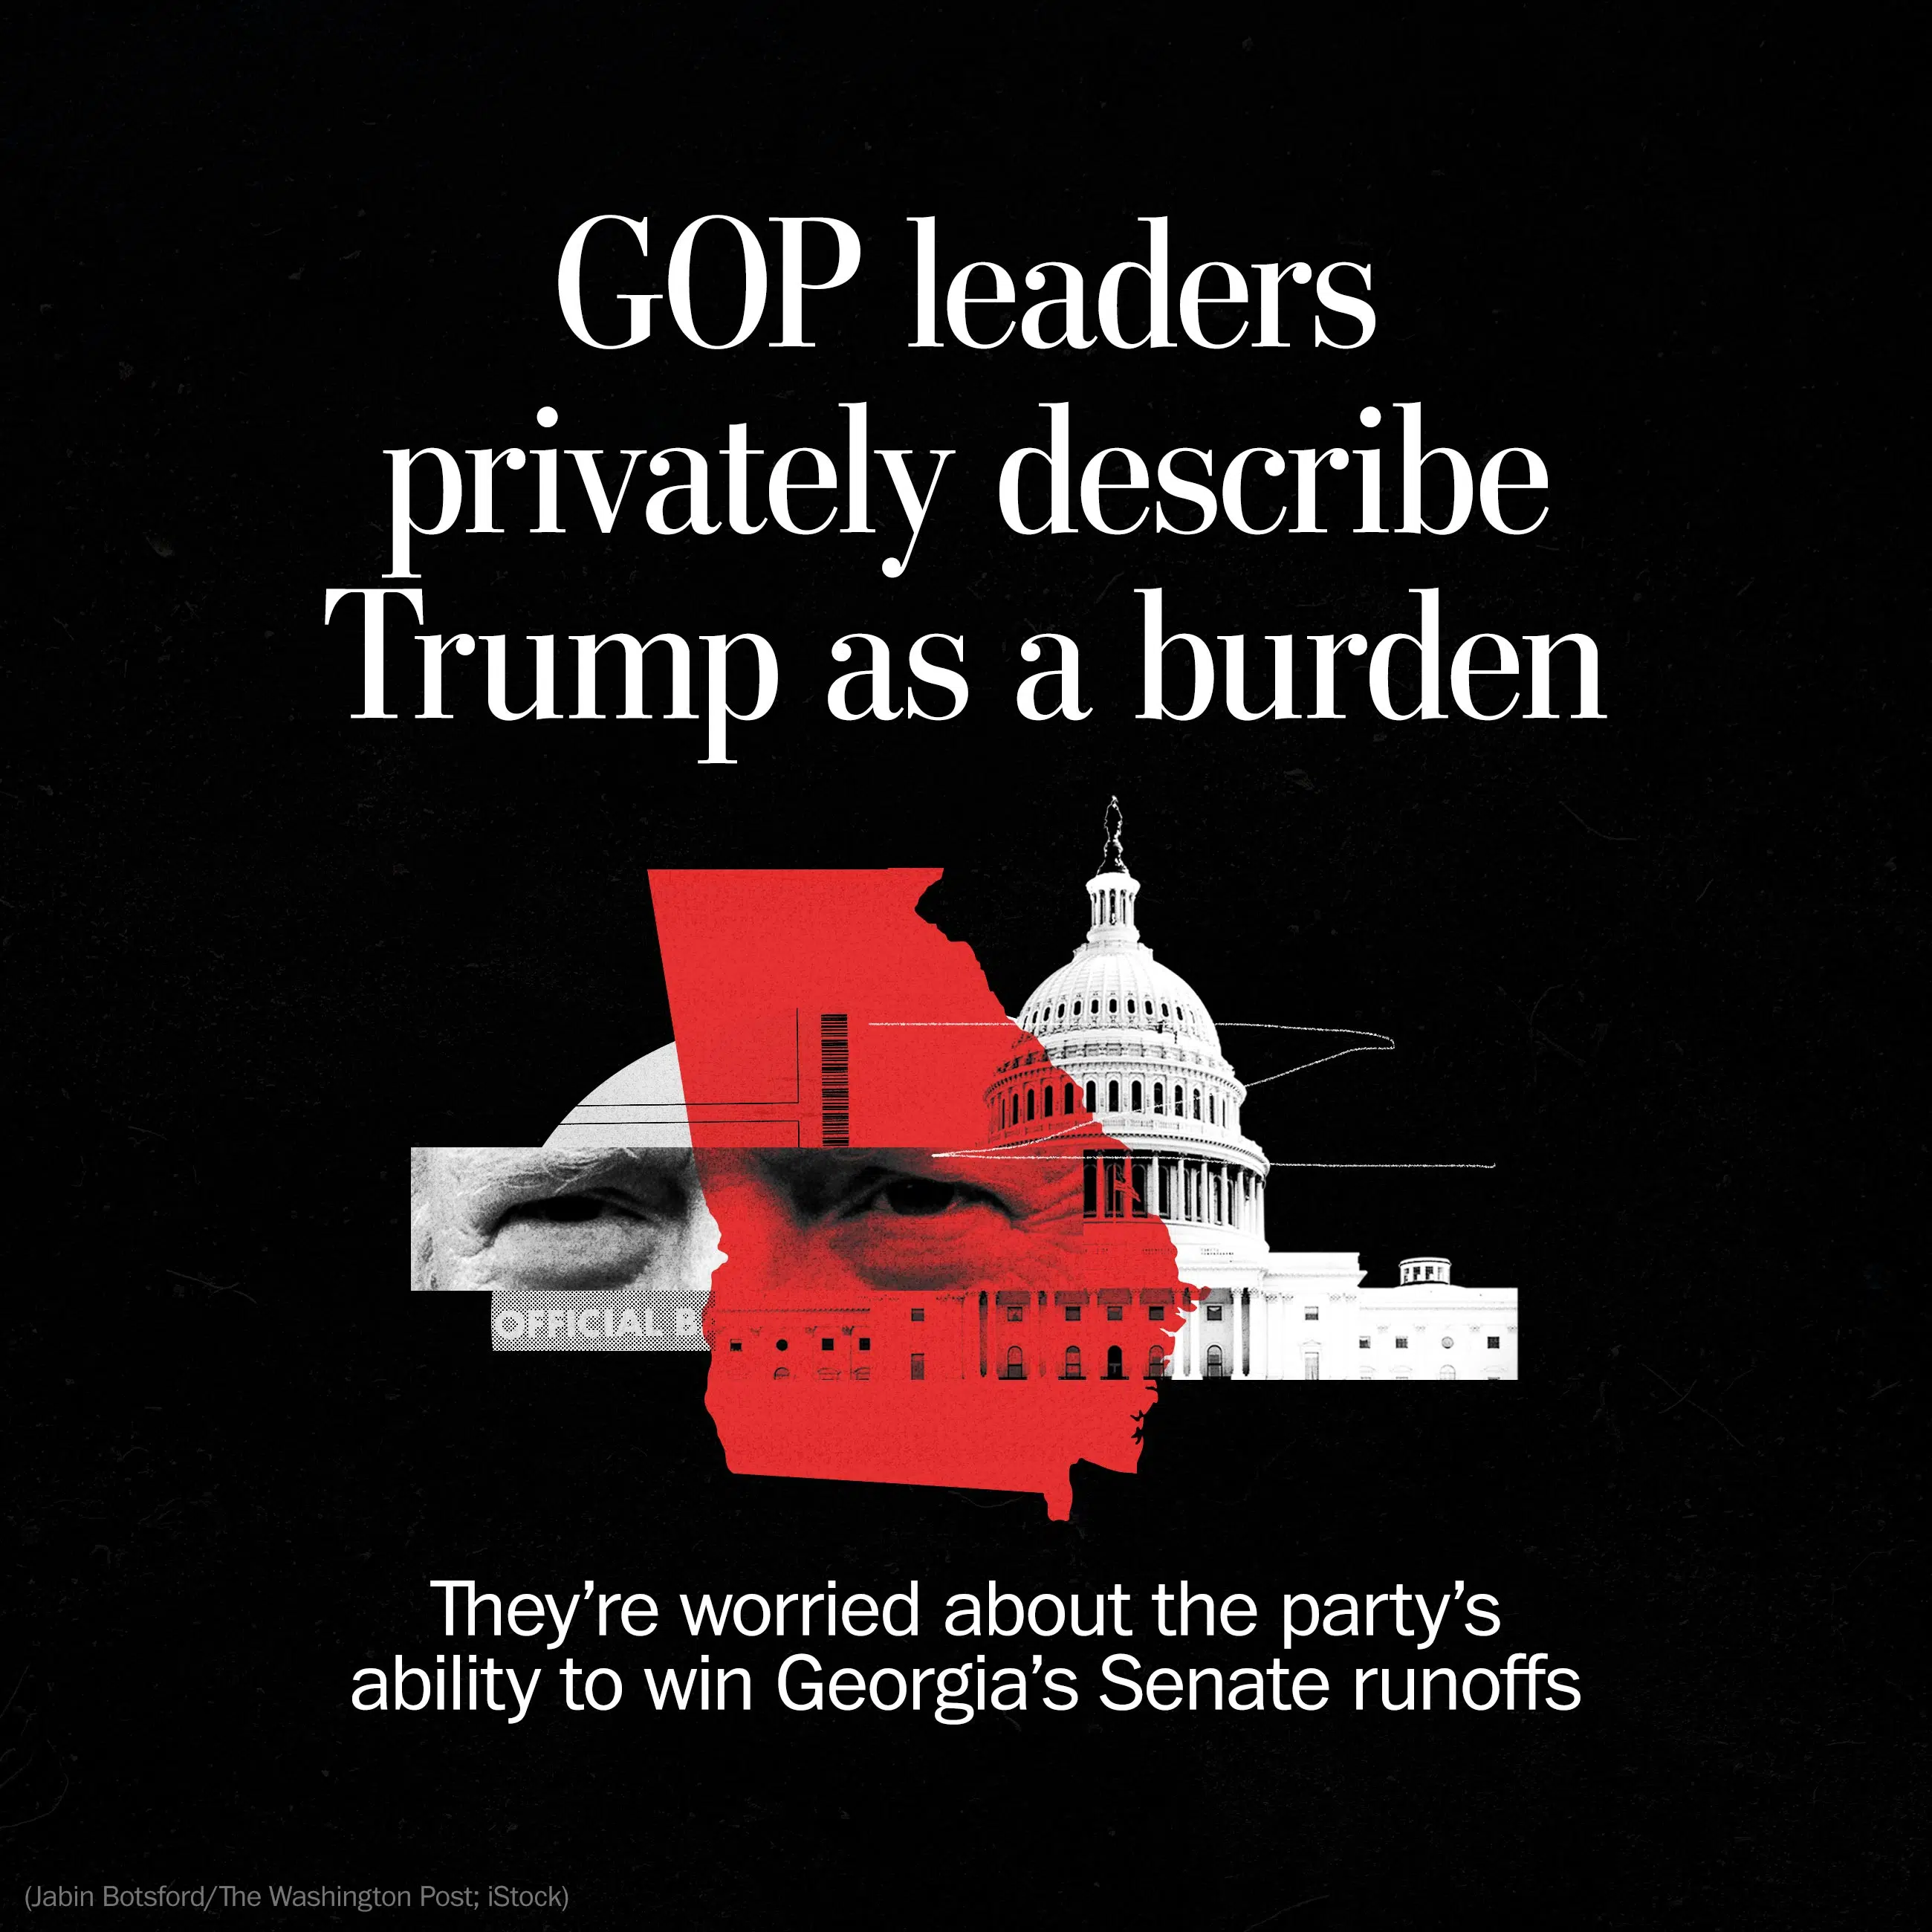 GOP leaders
privately describe
Trump as a burden
OFFICIAL B
They’re worried about the party’s
ability to win Georgia’s Senate runoffs
(Jabin Botsford/The Washington Post; iStock)